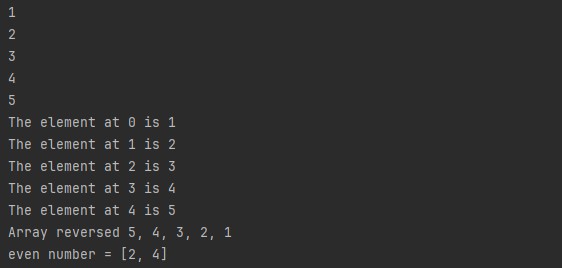 1
2
3
4
5
The element at 0 is 1
The element at 1 is 2
The element at 2 is 3
The element at 3 is 4
The element at 4 is 5
Array reversed 5, 4, 3, 2, 1
even number = [2, 4]